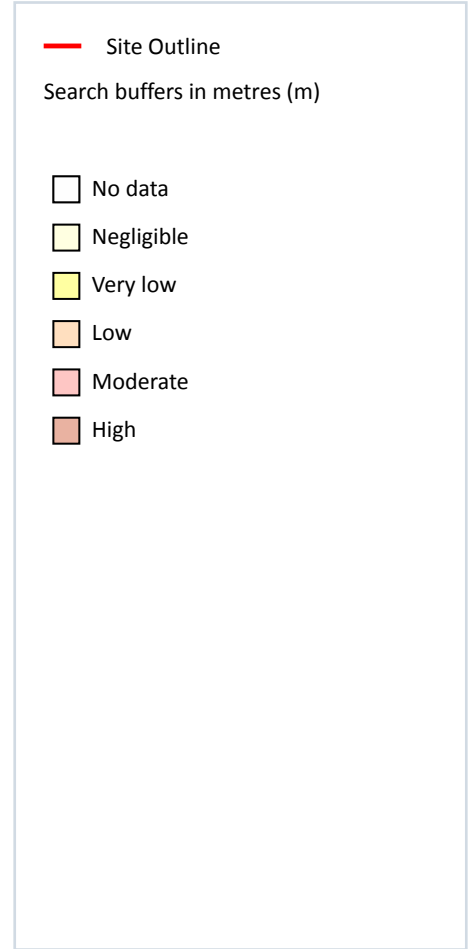 Site Outline
Search buffers in metres (m)
No data
Negligible
Very low
Low
Moderate
High